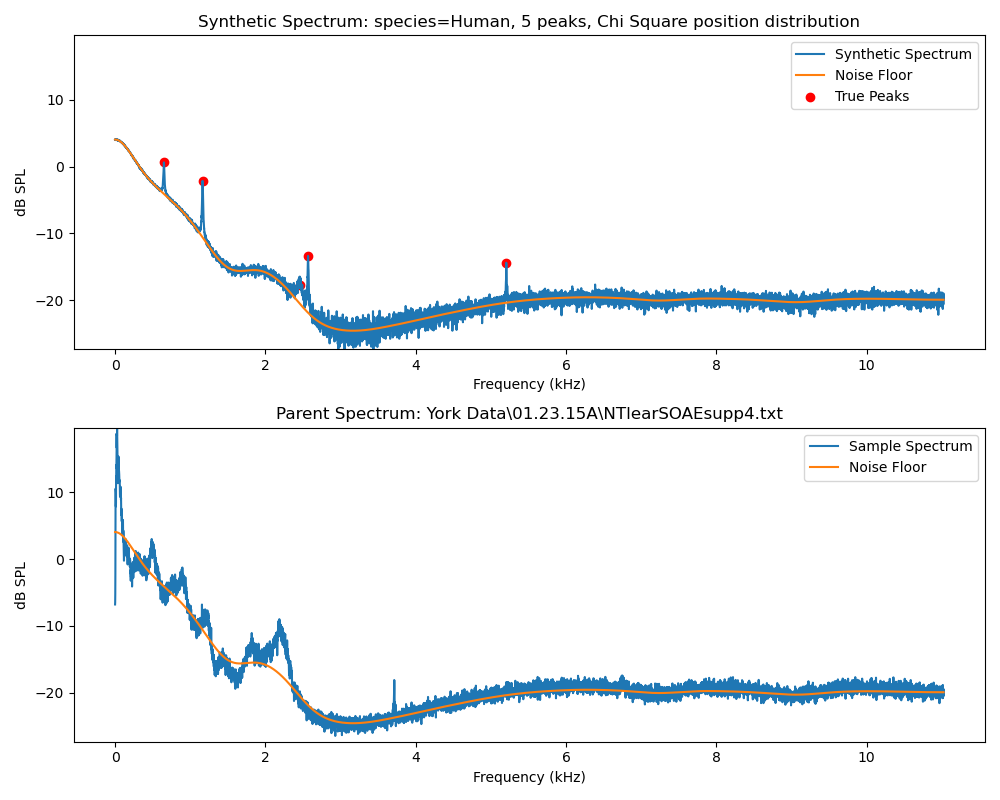 Synthetic Spectrum: species=Human, 5 peaks, Chi Square position distribution
Synthetic Spectrum
Noise Floor
True Peaks
dB SPL
10
0
−10
−20
0 2 4 6 8 10
Frequency (kHz)
Parent Spectrum: York Data\01.23.15A\NTlearSOAEsupp4.txt
Sample Spectrum
Noise Floor
dB SPL
10
0
−10
−20
0 2 4 6 8 10
Frequency (kHz)